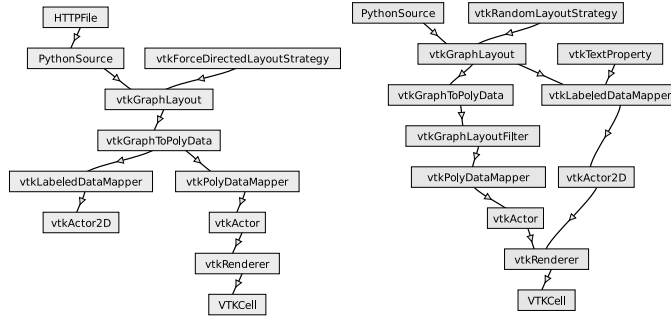 HTTPFile
PythonSource
vtkForceDirectedLayoutStrategy
vtkGraphLayout
vtkGraphToPolyData
vtkLabeledDataMapper
vtkPolyDataMapper
vtkActor2D
vtkActor
vtkRenderer
VTKCell
PythonSource
vtkRandomLayoutStrategy
vtkGraphLayout
vtkTextProperty
vtkGraphToPolyData
vtkLabeledDataMapper
vtkGraphLayoutFilter
vtkPolyDataMapper
vtkActor2D
vtkActor
vtkRenderer
VTKCell